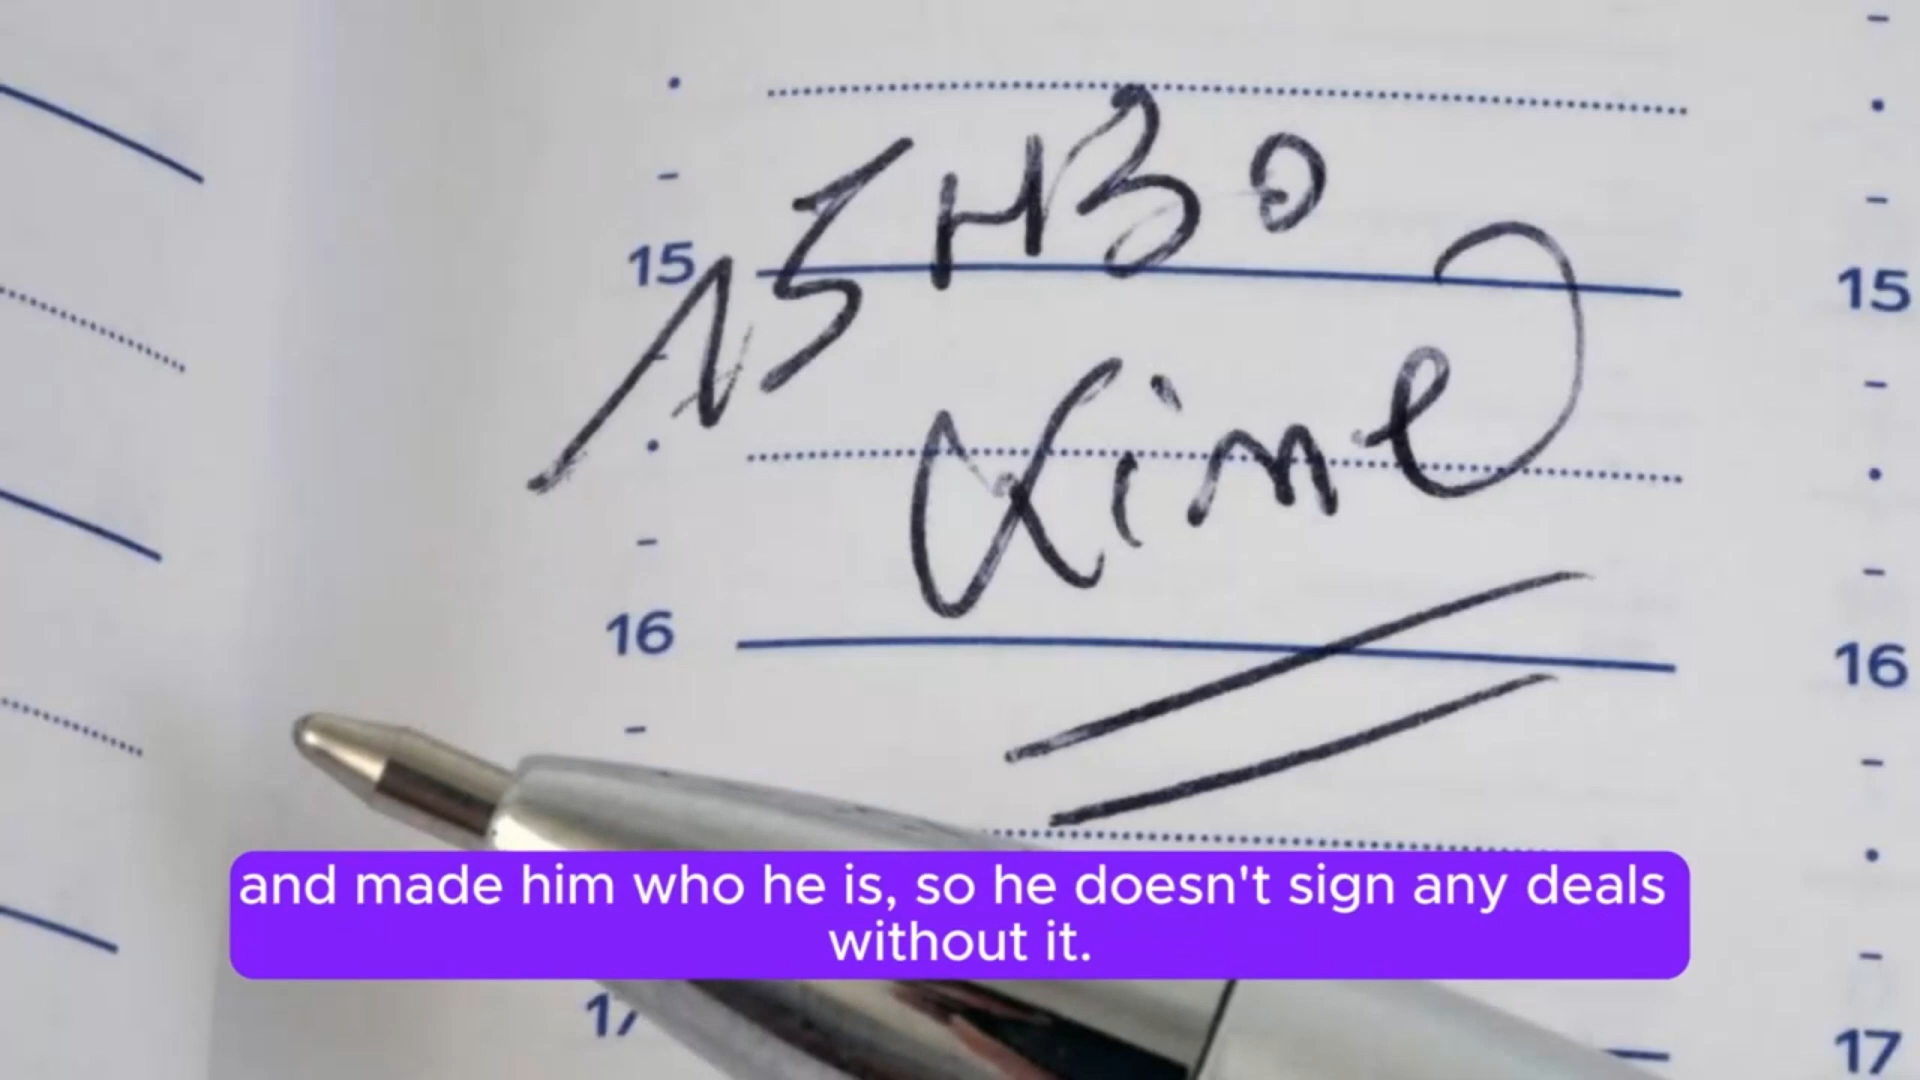 15H30
15 15
Kine
16 16
and made him who he is, so he doesn't sign any deals
without it.
17 17